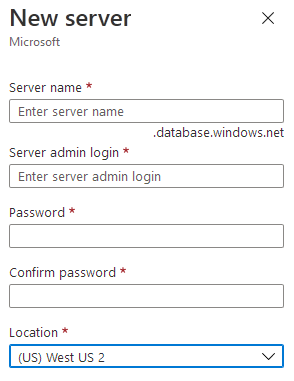 New server
Microsoft
Server name *
Enter server name
.database.windows.net
Server admin login *
Enter server admin login
Password *
Confirm password *
Location *
(US) West US 2